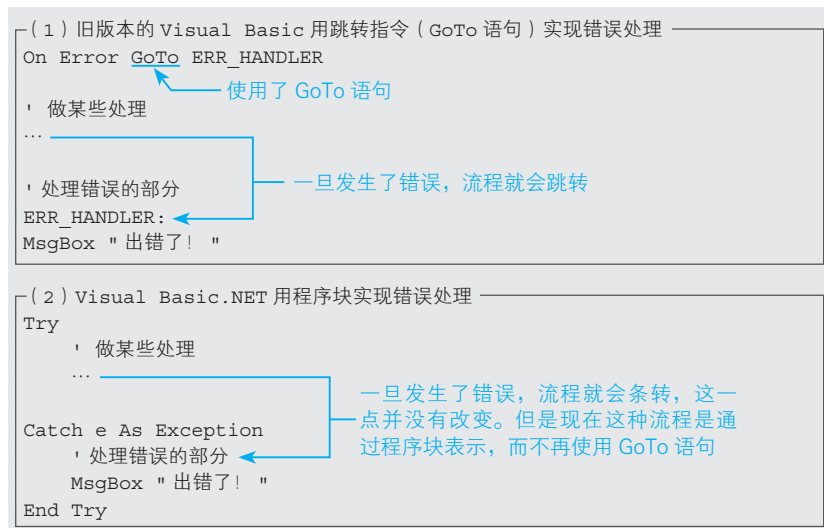 (1)旧版本的 Visual Basic 用跳转指令(GoTo 语句)实现错误处理
On Error GoTo ERR_HANDLER
使用了 GoTo 语句
' 做某些处理
…
' 处理错误的部分
一旦发生了错误,流程就会跳转
ERR_HANDLER:
MsgBox "出错了! "
(2)Visual Basic.NET 用程序块实现错误处理
Try
' 做某些处理
…
一旦发生了错误,流程就会条转,这一
点并没有改变。但是现在这种流程是通
过程序块表示,而不再使用 GoTo 语句
Catch e As Exception
' 处理错误的部分
MsgBox "出错了! "
End Try